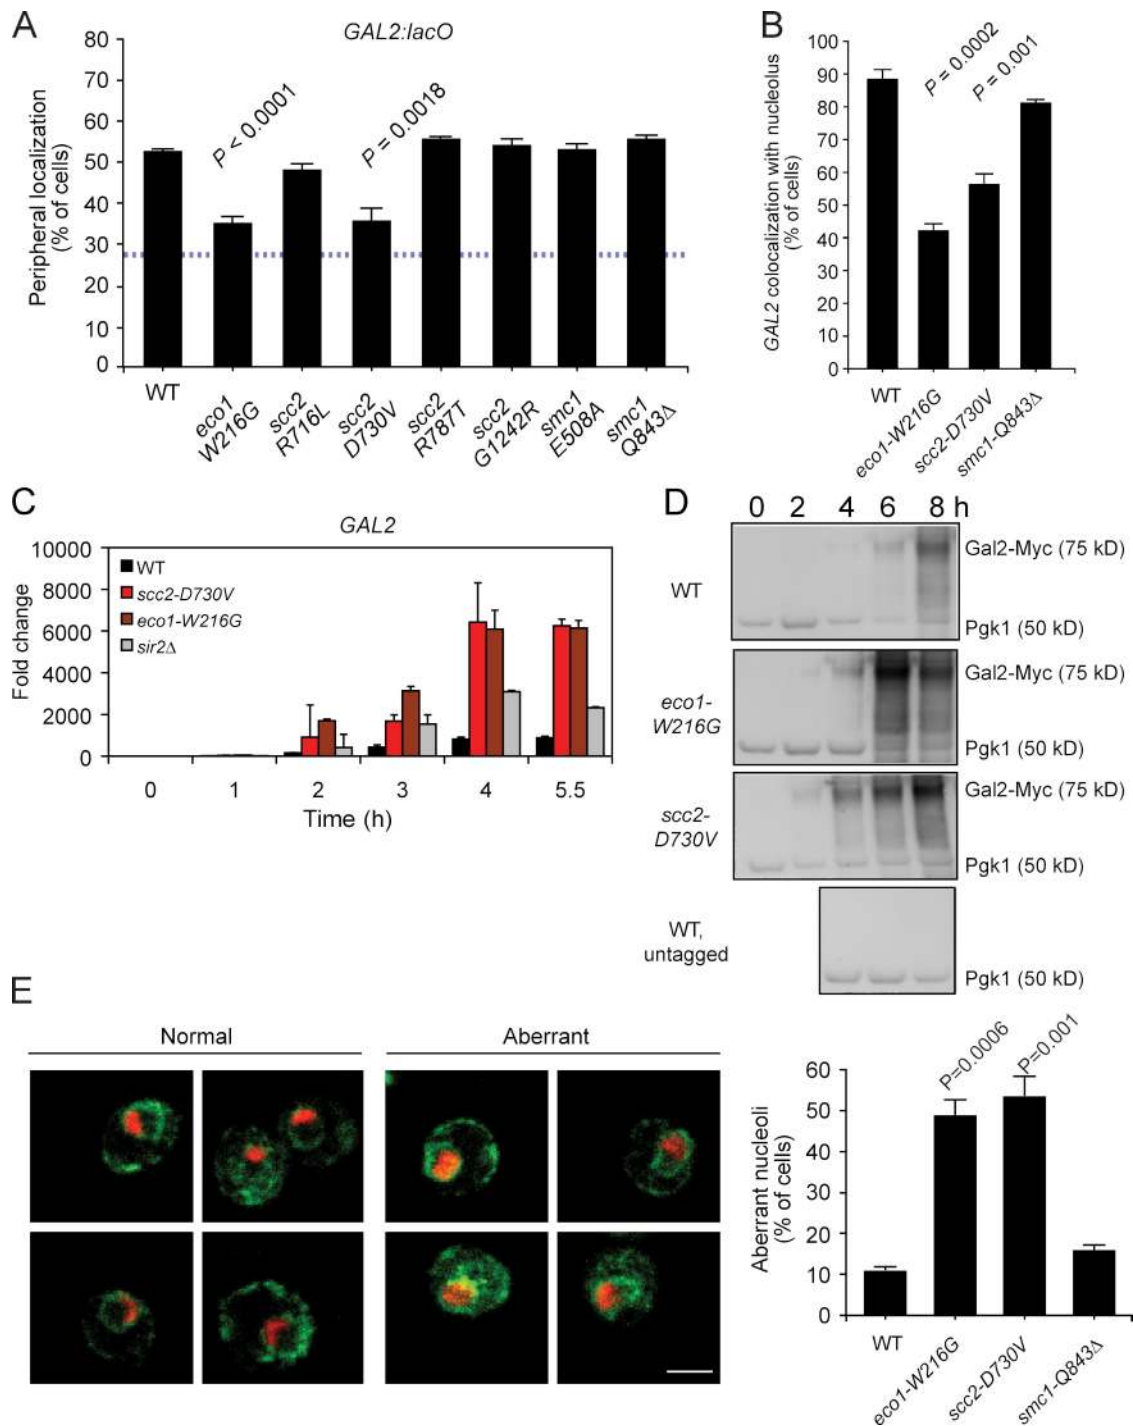 A
GAL2:lacO
Peripheral localization
(% of cells)
80
70
60
50
40
30
20
10
0
P < 0.0001
P = 0.0018
WT
eco1 W216G
scc2 R716L
scc2 D730V
scc2 R787T
scc2 G1242R
smc1 E508A
smc1 Q843Δ
B
GAL2 colocalization with nucleolus
(% of cells)
100
90
80
70
60
50
40
30
20
10
0
P = 0.0002
P = 0.001
WT
eco1-W216G
scc2-D730V
smc1-Q843Δ
C
GAL2
Fold change
10000
8000
6000
4000
2000
0
WT
scc2-D730V
eco1-W216G
sir2Δ
0 1 2 3 4 5.5
Time (h)
D
0 2 4 6 8 h
WT
Gal2-Myc (75 kD)
Pgk1 (50 kD)
eco1-
W216G
Gal2-Myc (75 kD)
Pgk1 (50 kD)
scc2-
D730V
Gal2-Myc (75 kD)
Pgk1 (50 kD)
WT,
untagged
Pgk1 (50 kD)
E
Normal
Aberrant
Aberrant nucleoli
(% of cells)
60
50
40
30
20
10
0
P=0.0006
P=0.001
WT
eco1-W216G
scc2-D730V
smc1-Q843Δ